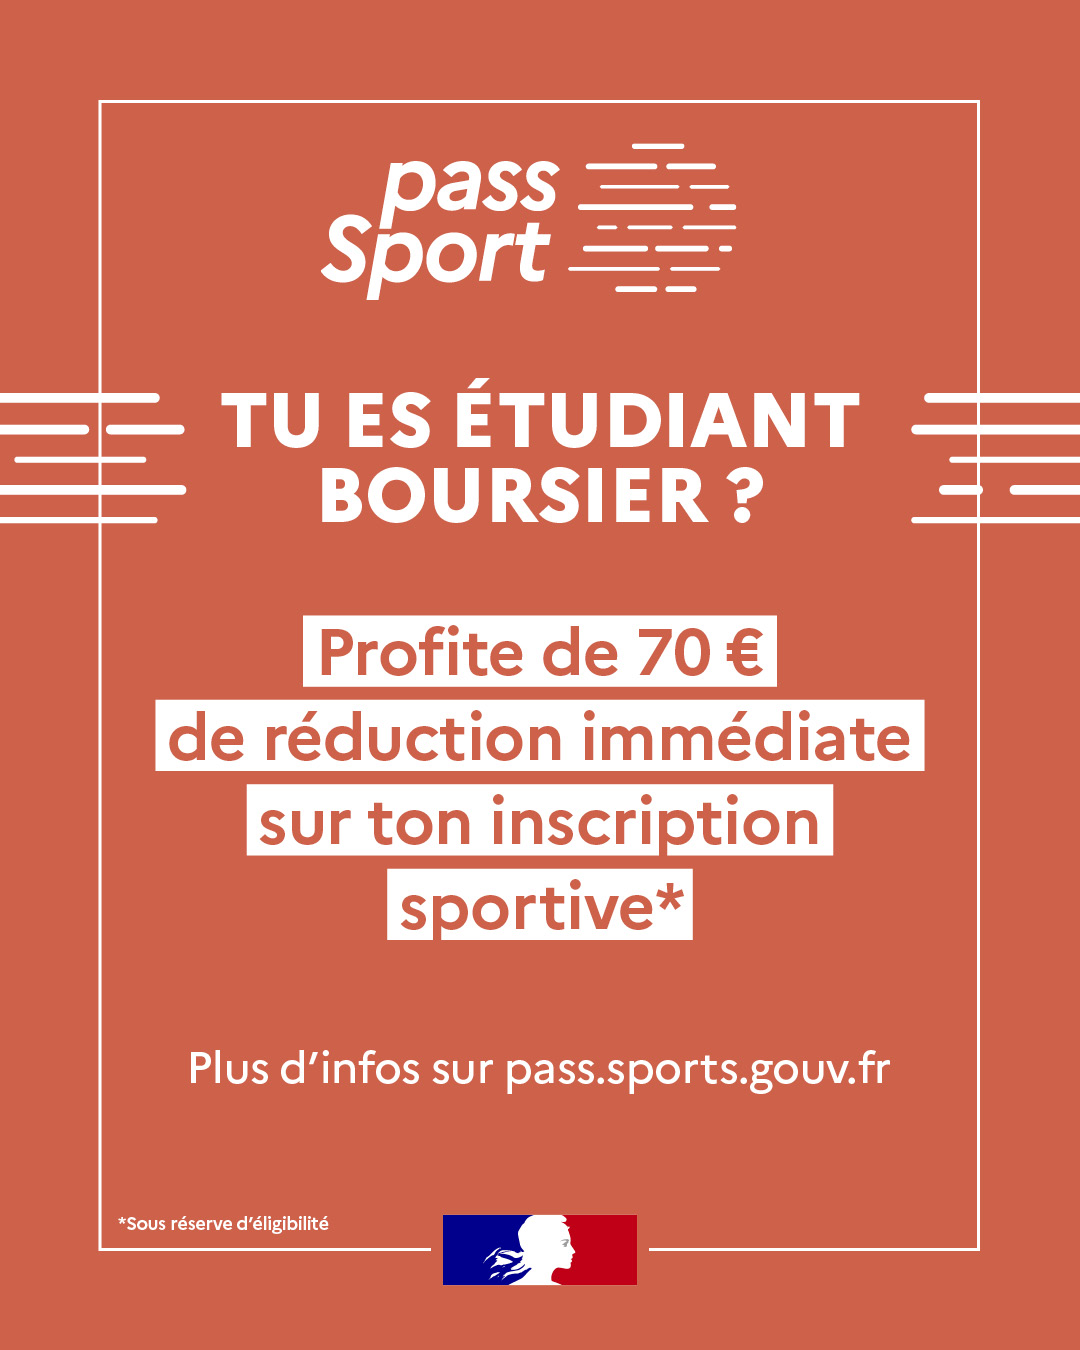 pass
Sport
TU ES ÉTUDIANT
BOURSIER ?
Profite de 70 €
de réduction immédiate
sur ton inscription
sportive*
Plus d’infos sur pass.sports.gouv.fr
*Sous réserve d’éligibilité